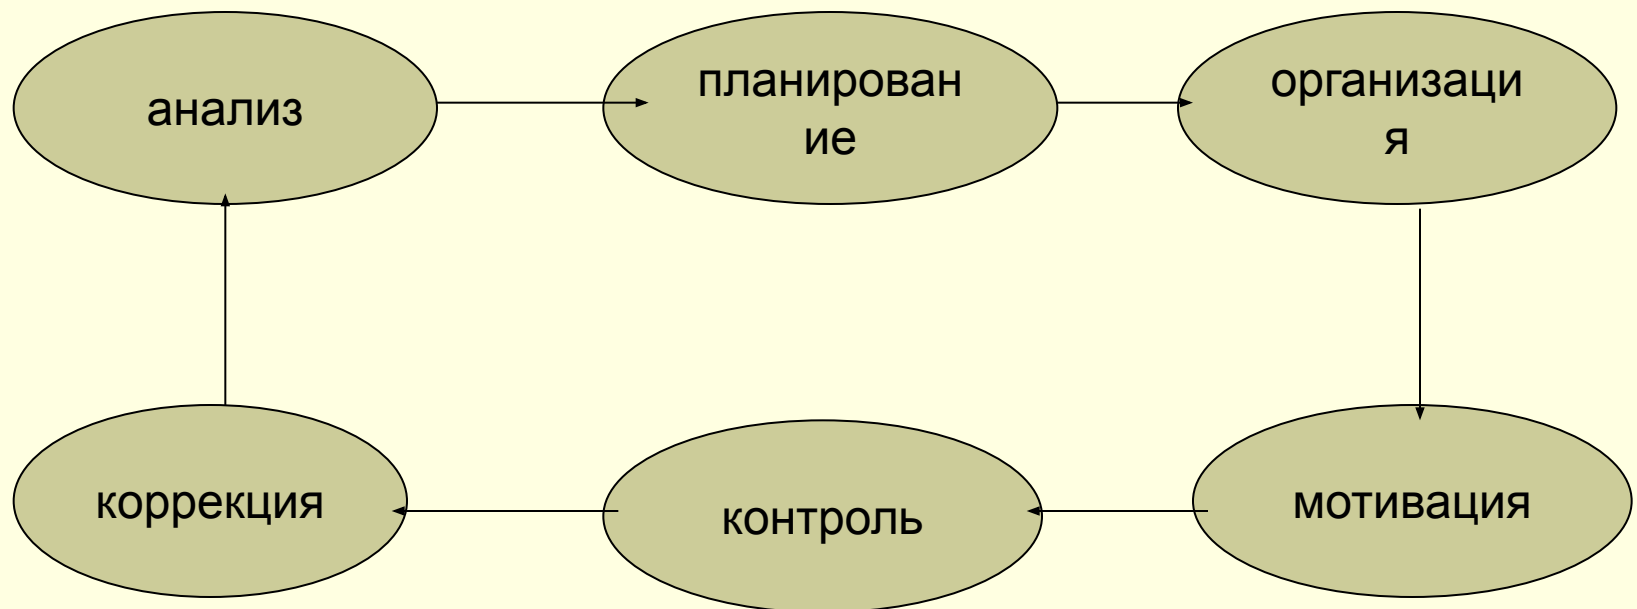 анализ
планирован
ие
организаци
я
коррекция
контроль
мотивация